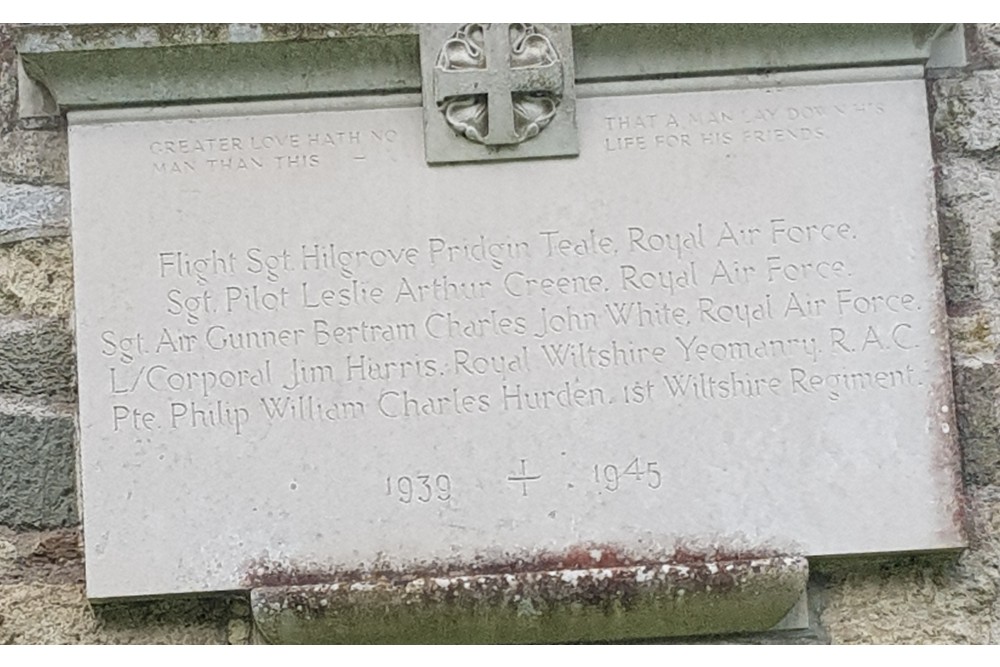 GREATER LOVE HATH NO
MAN THAN THIS —
THAT A MAN LAY DOWN HIS
LIFE FOR HIS FRIENDS.
Flight Sgt. Hilgrove Pridgin Teale, Royal Air Force.
Sgt. Pilot Leslie Arthur Greene. Royal Air Force.
Sgt. Air Gunner Bertram Charles John White, Royal Air Force.
L/Corporal Jim Harris. Royal Wiltshire Yeomanry. R.A.C.
Pte. Philip William Charles Hurden. 1st Wiltshire Regiment.
1939 + 1945